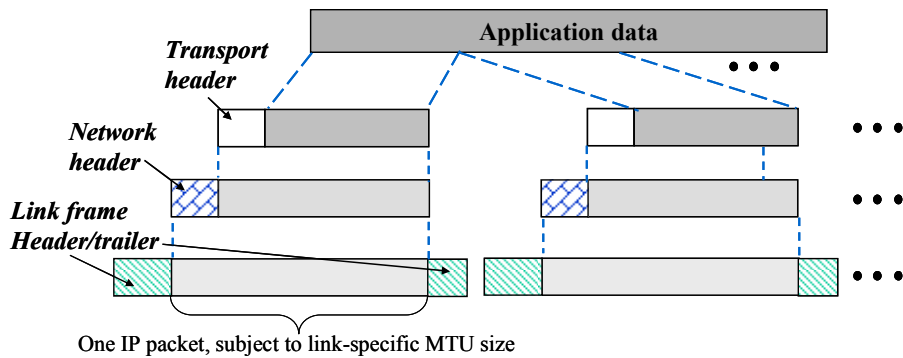 Application data
Transport
header
Network
header
Link frame
Header/trailer
One IP packet, subject to link-specific MTU size